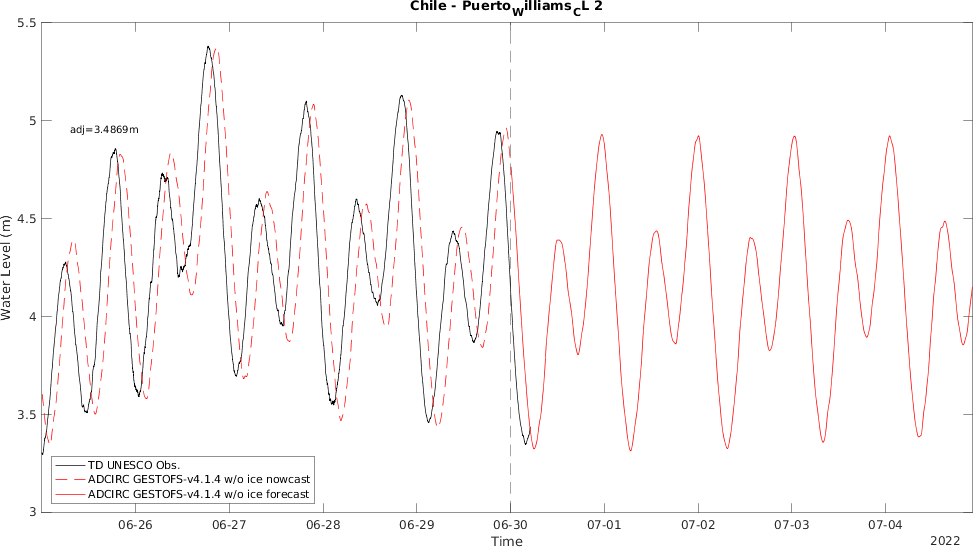 Chile - Puerto_Williams_CL 2
5.5
5
4.5
4
3.5
3
Water Level (m)
adj=3.4869m
TD UNESCO Obs.
ADCIRC GESTOFS-v4.1.4 w/o ice nowcast
ADCIRC GESTOFS-v4.1.4 w/o ice forecast
06-26 06-27 06-28 06-29 06-30 07-01 07-02 07-03 07-04
Time
2022